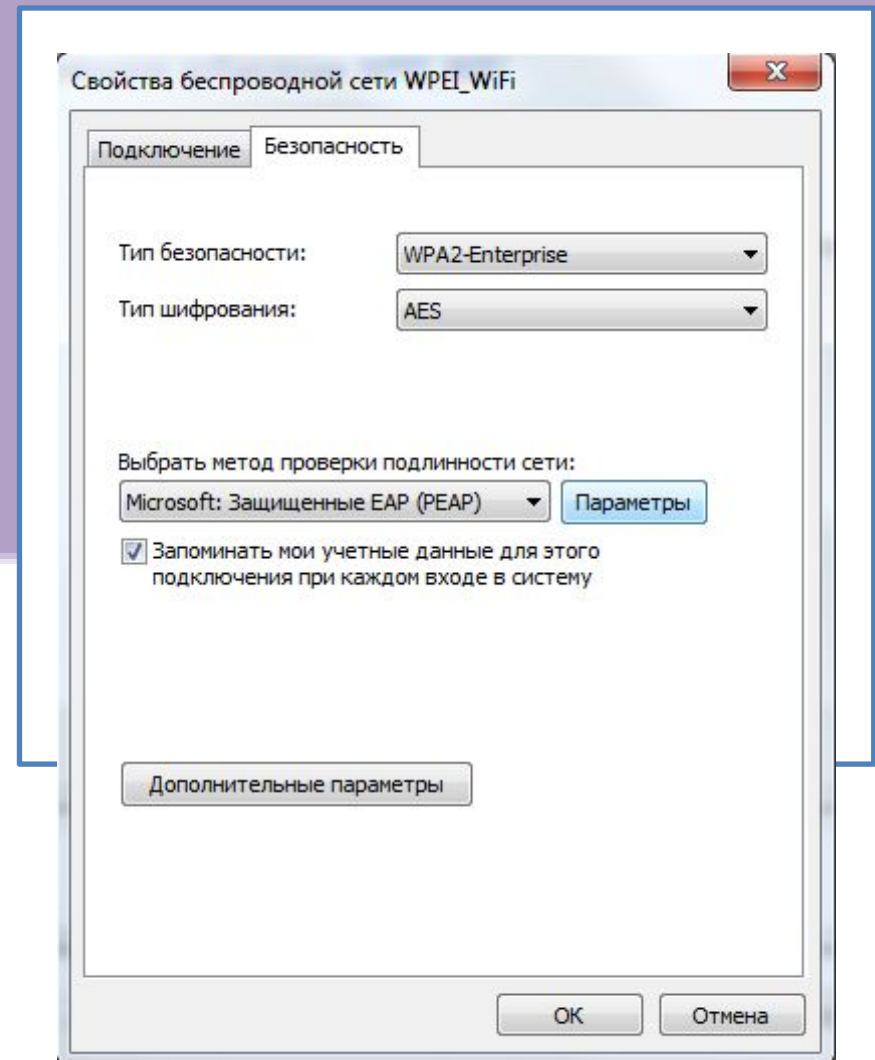 Свойства беспроводной сети WPEI_WiFi
Подключение
Безопасность
Тип безопасности:
WPA2-Enterprise
Тип шифрования:
AES
Выбрать метод проверки подлинности сети:
Microsoft: Защищенные EAP (PEAP)
Параметры
Запоминать мои учетные данные для этого
подключения при каждом входе в систему
Дополнительные параметры
ОК
Отмена